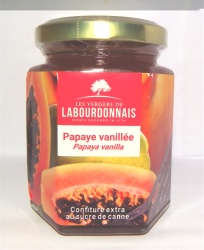 LES VERGERS DE
LABOURDONNAIS
Papaye vanillée
Papaya vanilla
Confiture extra
au sucre de canne